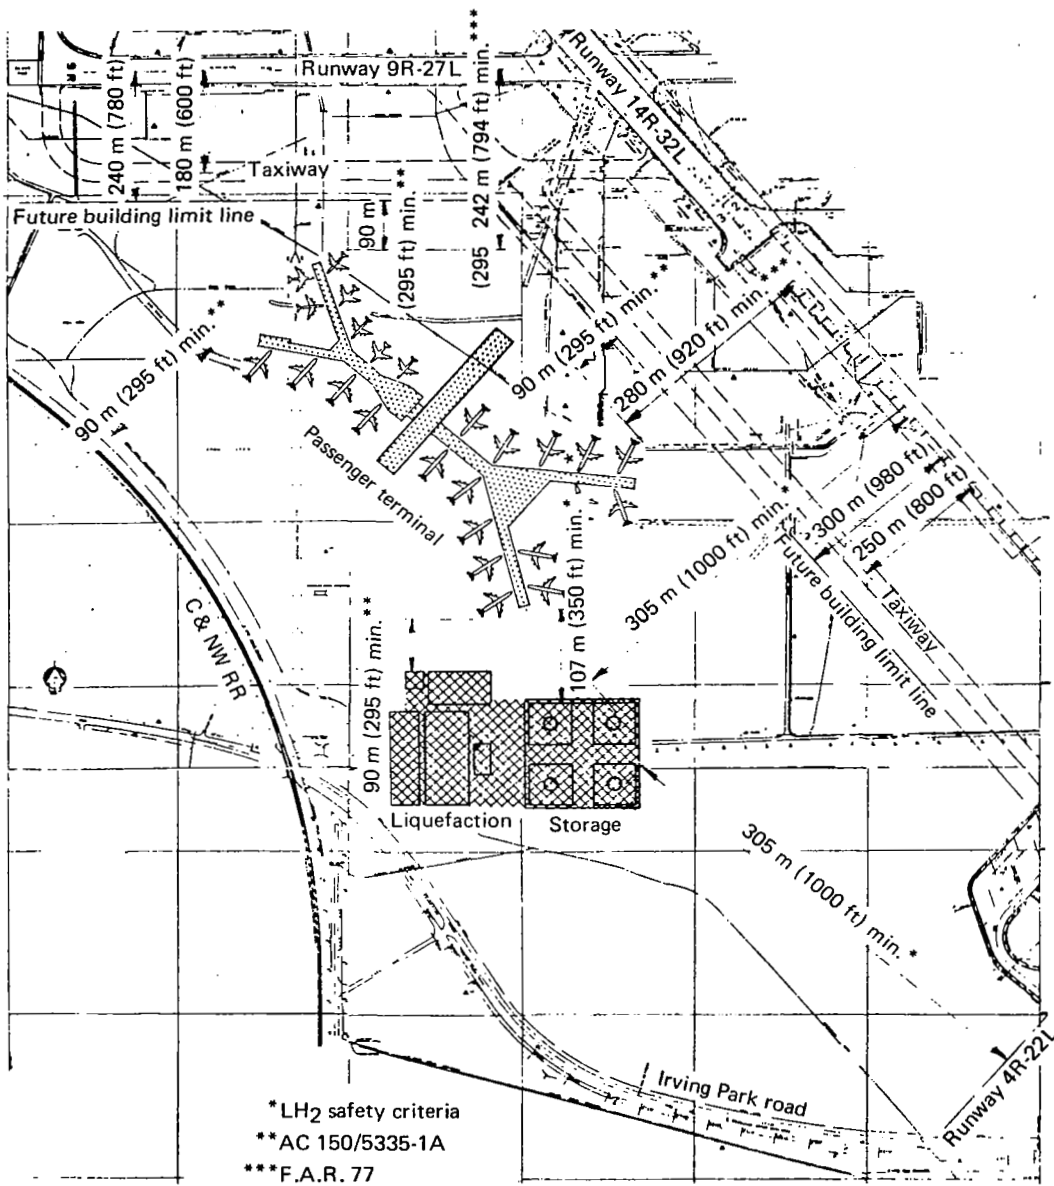 ***
9R
Runway 9R-27L
Runway 14R-32L
240 m (780 ft)
180 m (600 ft)
Taxiway
Future building limit line
90 m
(295 ft) min.**
(295 242 m (794 ft) min.
90 m (295 ft) min.**
90 m (295 ft) min.**
280 m (920 ft) min.***
Passenger terminal
300 m (980 ft)
250 m (800 ft)
305 m (1000 ft) min.*
107 m (350 ft) min.*
*
Future building limit line
Taxiway
C & NW RR
90 m (295 ft) min.**
Liquefaction
Storage
305 m (1000 ft) min.*
Runway 4R-22L
Irving Park road
*LH2 safety criteria
**AC 150/5335-1A
***F.A.R. 77